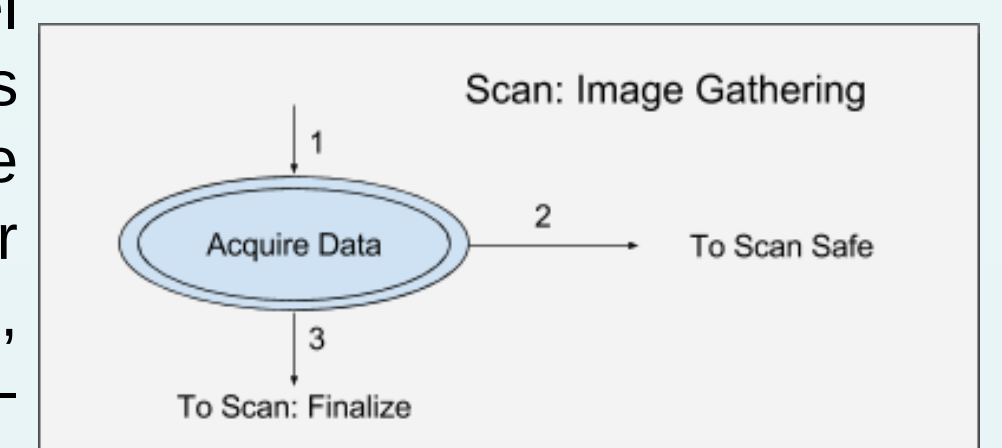 Scan: Image Gathering
1
2
Acquire Data
To Scan Safe
3
To Scan: Finalize
s
e
r
,